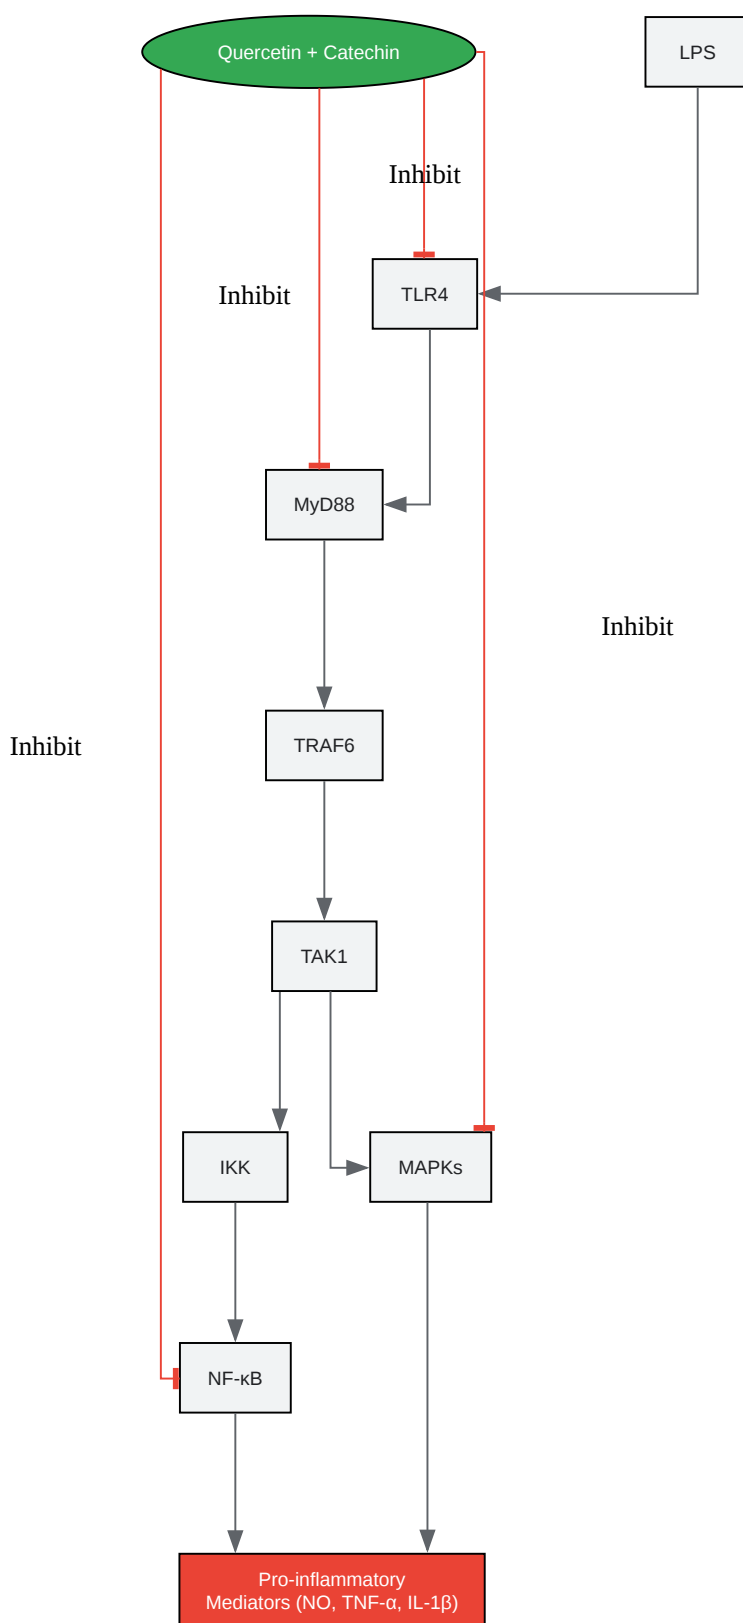 Quercetin + Catechin
LPS
Inhibit
TLR4
Inhibit
MyD88
Inhibit
TRAF6
Inhibit
TAK1
IKK
MAPKs
NF-κB
Pro-inflammatory
Mediators (NO, TNF-α, IL-1β)